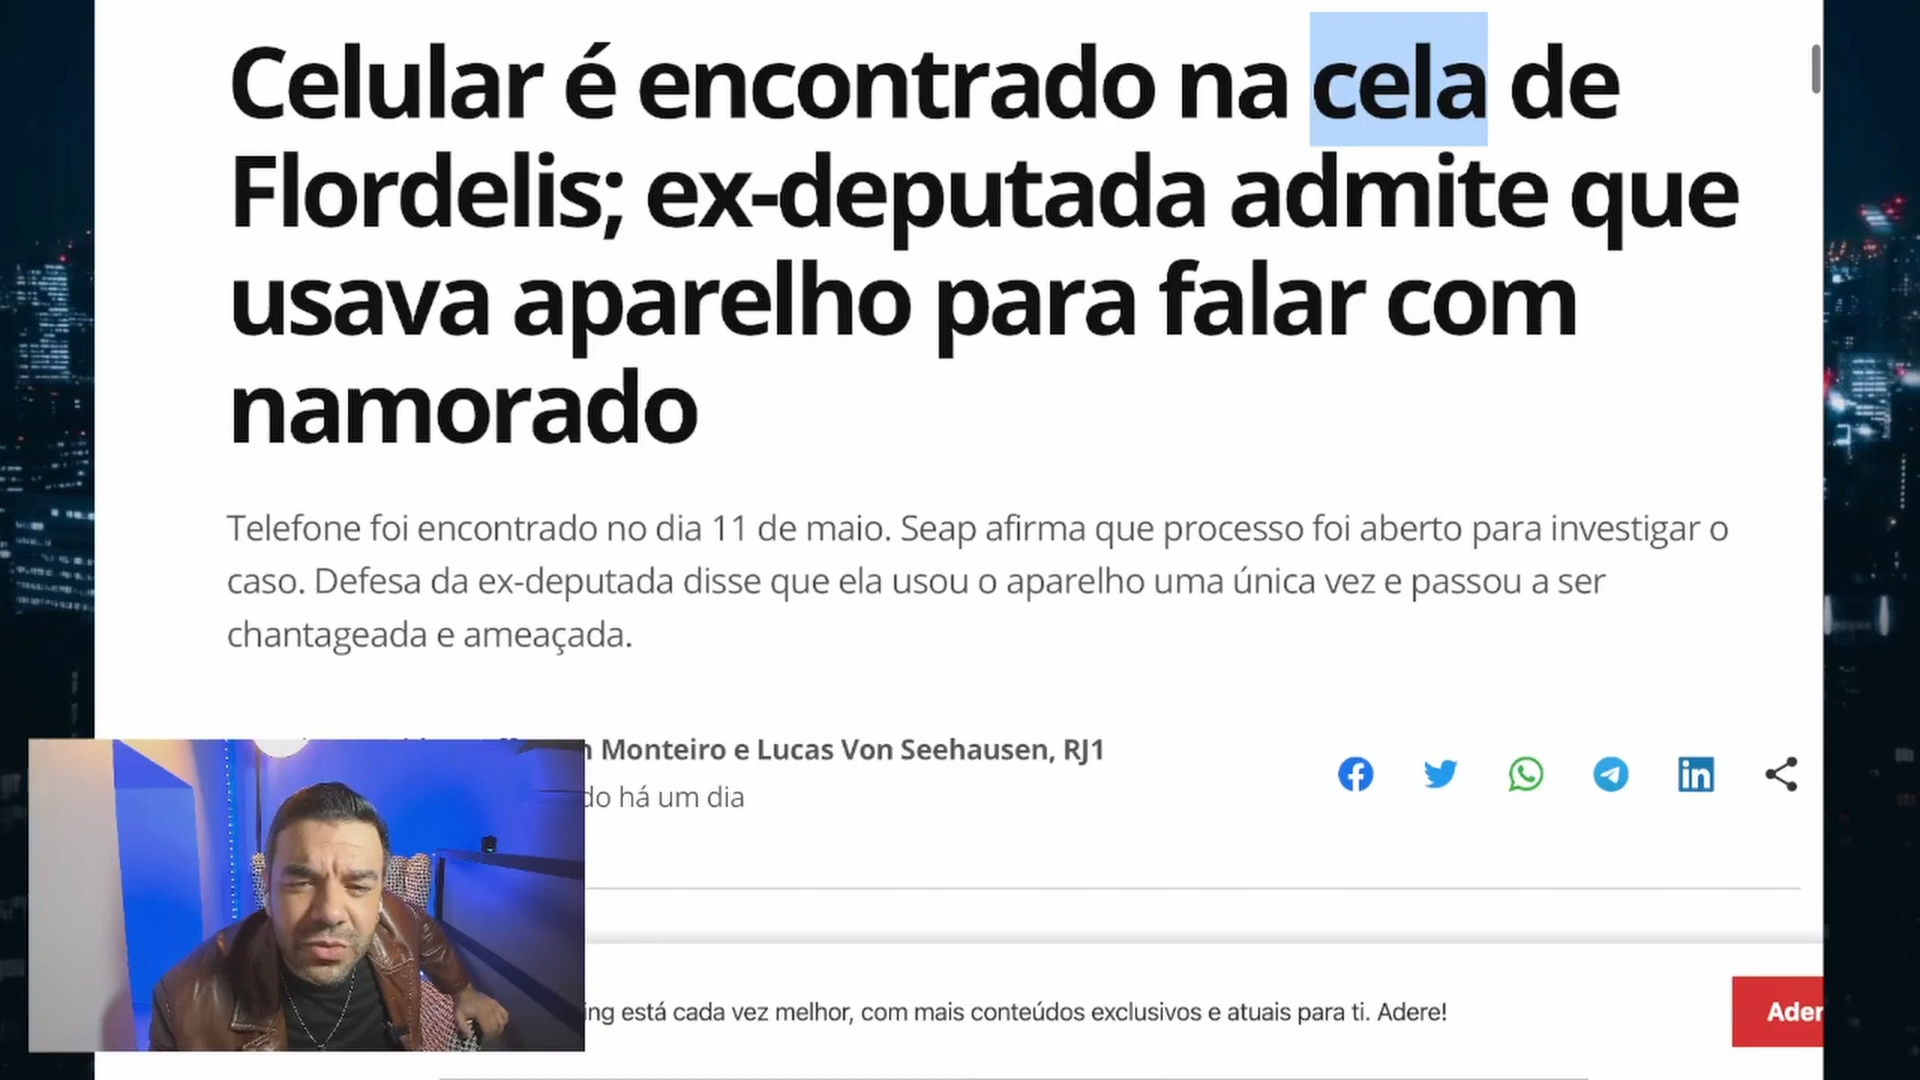 Celular é encontrado na cela de
Flordelis; ex-deputada admite que
usava aparelho para falar com
namorado
Telefone foi encontrado no dia 11 de maio. Seap afirma que processo foi aberto para investigar o
caso. Defesa da ex-deputada disse que ela usou o aparelho uma única vez e passou a ser
chantageada e ameaçada.
Monteiro e Lucas Von Seehausen, RJ1
há um dia
está cada vez melhor, com mais conteúdos exclusivos e atuais para ti. Adere!